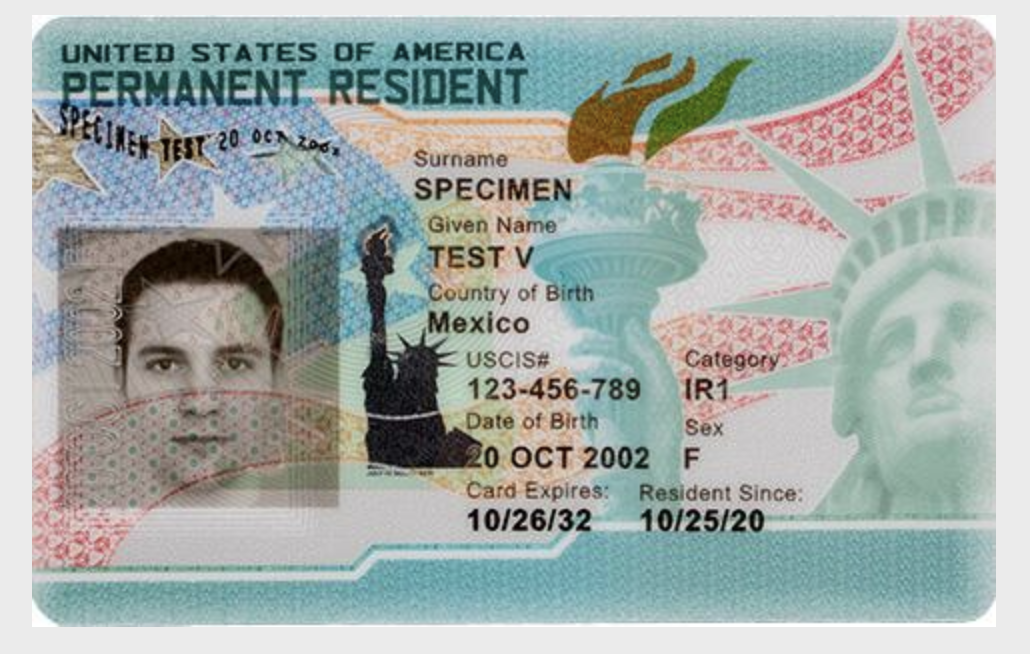 UNITED STATES OF AMERICA
PERMANENT RESIDENT
SPECIMEN TEST 20 OCT 2002
Surname
SPECIMEN
Given Name
TEST V
Country of Birth
Mexico
USCIS# Category
123-456-789 IR1
Date of Birth Sex
20 OCT 2002 F
Card Expires: Resident Since:
10/26/32 10/25/20